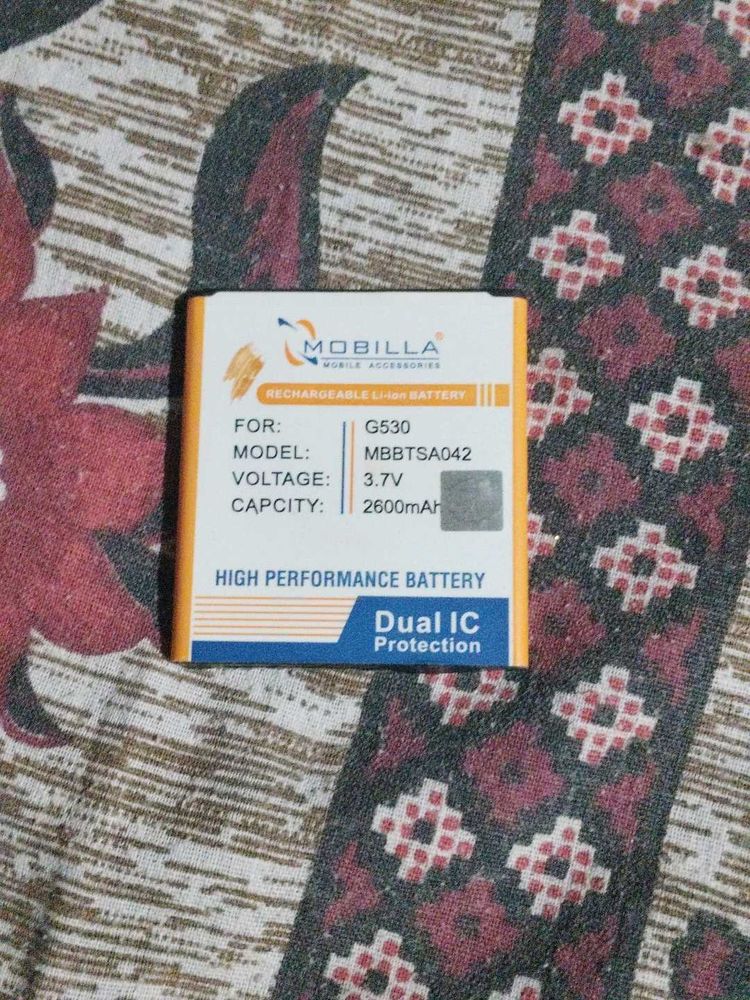 MOBILLA®
MOBILE ACCESSORIES
RECHARGEABLE Li-Ion BATTERY
FOR: G530
MODEL: MBBTSA042
VOLTAGE: 3.7V
CAPCITY: 2600mAh
HIGH PERFORMANCE BATTERY
Dual IC
Protection